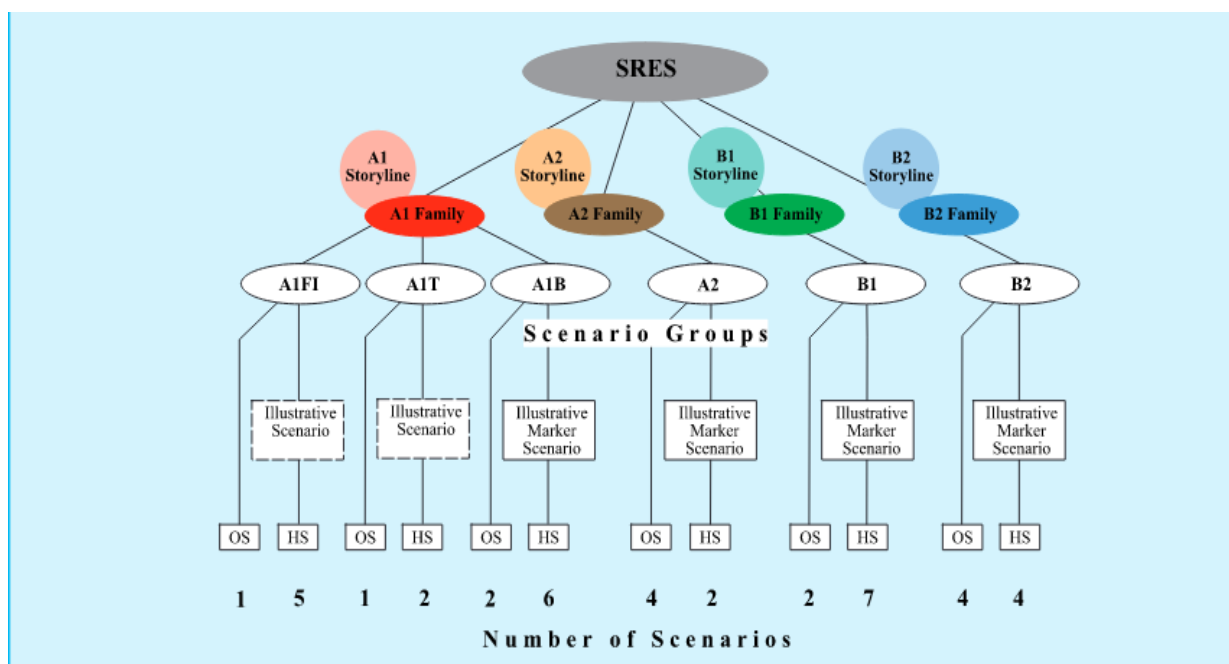 SRES
A1
Storyline
A2
Storyline
B1
Storyline
B2
Storyline
A1 Family
A2 Family
B1 Family
B2 Family
A1FI
A1T
A1B
A2
B1
B2
Scenario Groups
Illustrative
Scenario
Illustrative
Scenario
Illustrative
Marker
Scenario
Illustrative
Marker
Scenario
Illustrative
Marker
Scenario
Illustrative
Marker
Scenario
OS
HS
OS
HS
OS
HS
OS
HS
OS
HS
OS
HS
1
5
1
2
2
6
4
2
2
7
4
4
Number of Scenarios